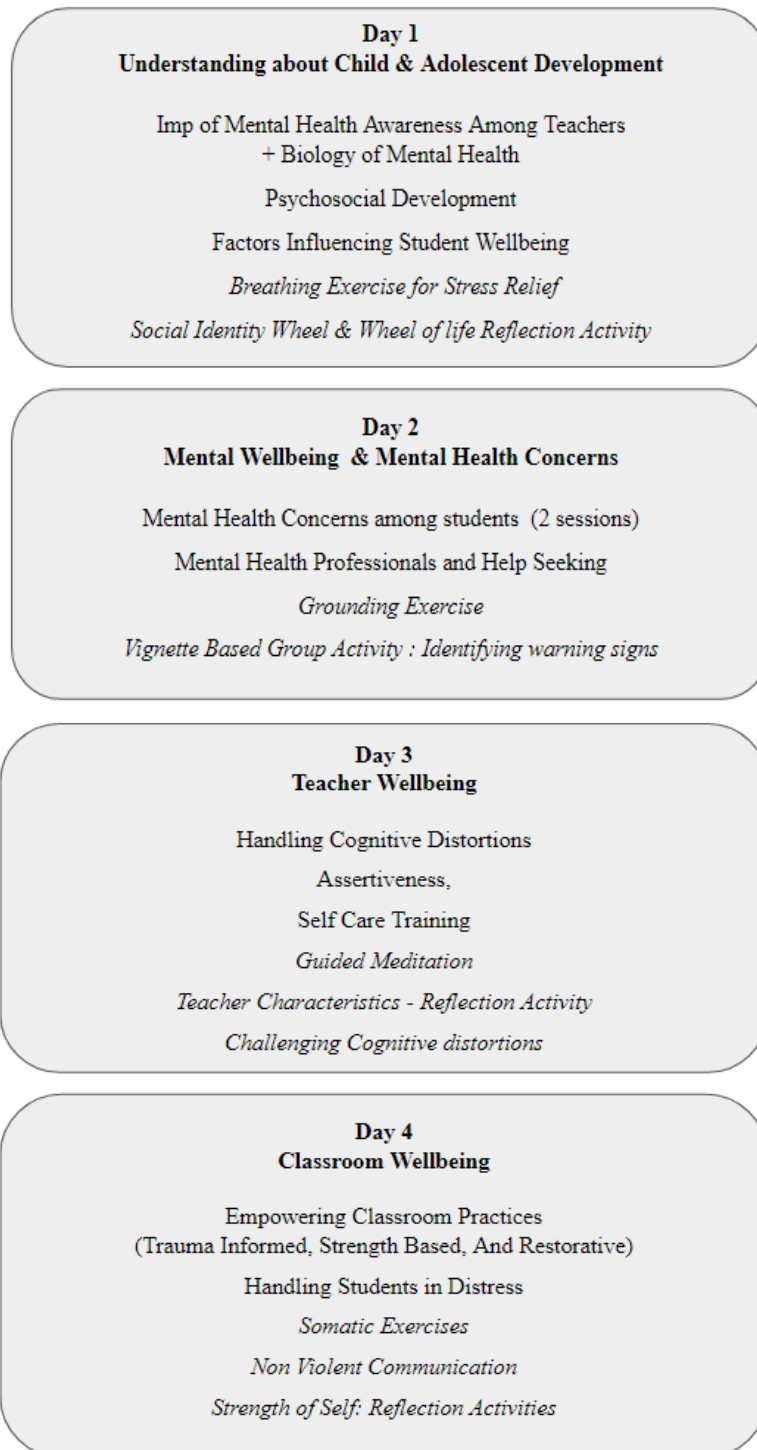 Day 1
Understanding about Child & Adolescent Development
Imp of Mental Health Awareness Among Teachers
+ Biology of Mental Health
Psychosocial Development
Factors Influencing Student Wellbeing
Breathing Exercise for Stress Relief
Social Identity Wheel & Wheel of life Reflection Activity
Day 2
Mental Wellbeing & Mental Health Concerns
Mental Health Concerns among students (2 sessions)
Mental Health Professionals and Help Seeking
Grounding Exercise
Vignette Based Group Activity : Identifying warning signs
Day 3
Teacher Wellbeing
Handling Cognitive Distortions
Assertiveness,
Self Care Training
Guided Meditation
Teacher Characteristics - Reflection Activity
Challenging Cognitive distortions
Day 4
Classroom Wellbeing
Empowering Classroom Practices
(Trauma Informed, Strength Based, And Restorative)
Handling Students in Distress
Somatic Exercises
Non Violent Communication
Strength of Self: Reflection Activities